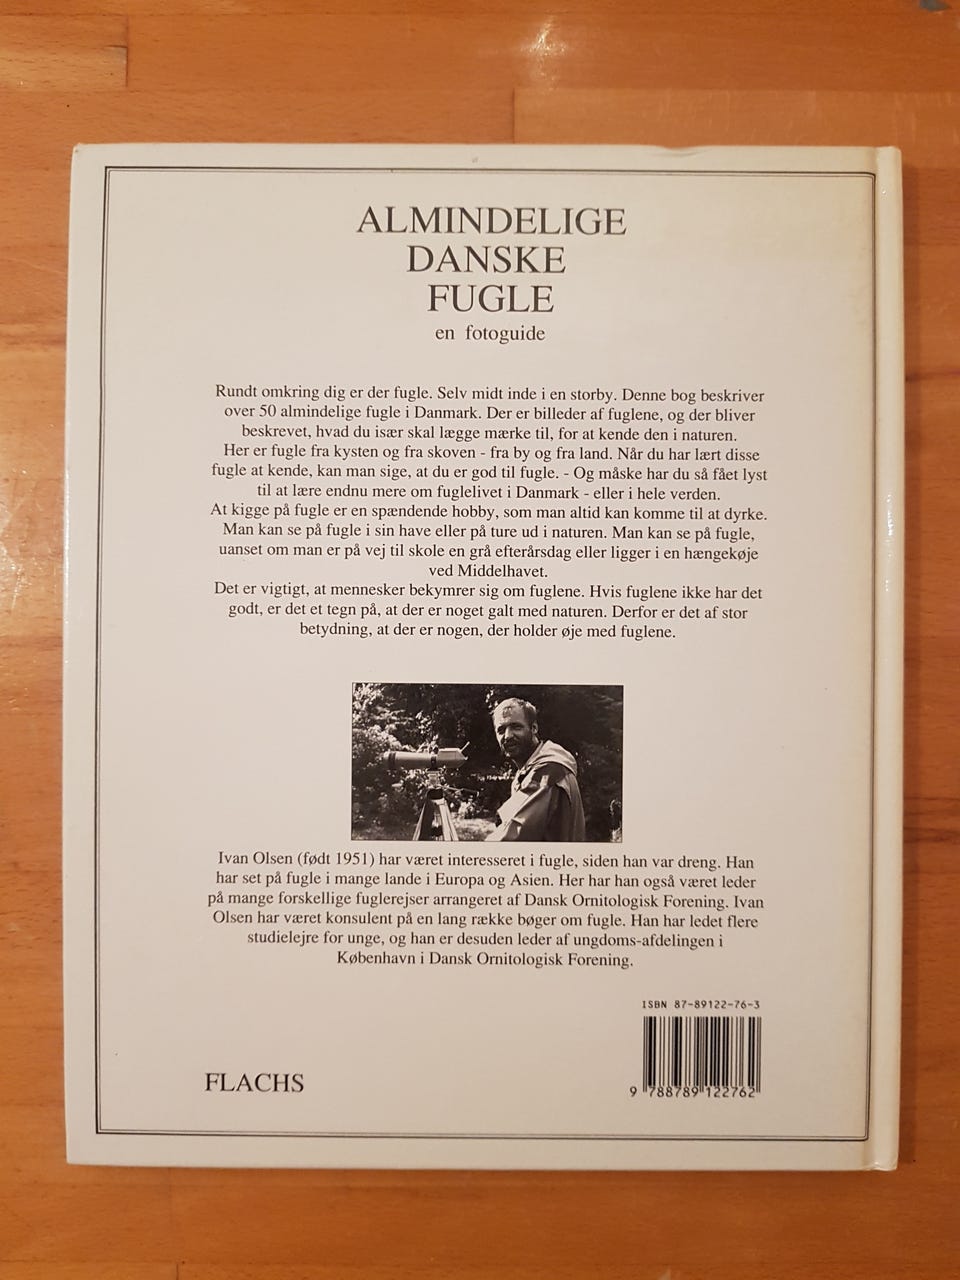 ALMINDELIGE
DANSKE
FUGLE
en fotoguide
Rundt omkring dig er der fugle. Selv midt inde i en storby. Denne bog beskriver
over 50 almindelige fugle i Danmark. Der er billeder af fuglene, og der bliver
beskrevet, hvad du især skal lægge mærke til, for at kende den i naturen.
Her er fugle fra kysten og fra skoven - fra by og fra land. Når du har lært disse
fugle at kende, kan man sige, at du er god til fugle. - Og måske har du så fået lyst
til at lære endnu mere om fuglelivet i Danmark - eller i hele verden.
At kigge på fugle er en spændende hobby, som man altid kan komme til at dyrke.
Man kan se på fugle i sin have eller på ture ud i naturen. Man kan se på fugle,
uanset om man er på vej til skole en grå efterårsdag eller ligger i en hængekøje
ved Middelhavet.
Det er vigtigt, at mennesker bekymrer sig om fuglene. Hvis fuglene ikke har det
godt, er det et tegn på, at der er noget galt med naturen. Derfor er det af stor
betydning, at der er nogen, der holder øje med fuglene.
Ivan Olsen (født 1951) har været interesseret i fugle, siden han var dreng. Han
har set på fugle i mange lande i Europa og Asien. Her har han også været leder
på mange forskellige fuglerejser arrangeret af Dansk Ornitologisk Forening. Ivan
Olsen har været konsulent på en lang række bøger om fugle. Han har ledet flere
studielejre for unge, og han er desuden leder af ungdoms-afdelingen i
København i Dansk Ornitologisk Forening.
ISBN 87-89122-76-3
9 788789 122762
FLACHS